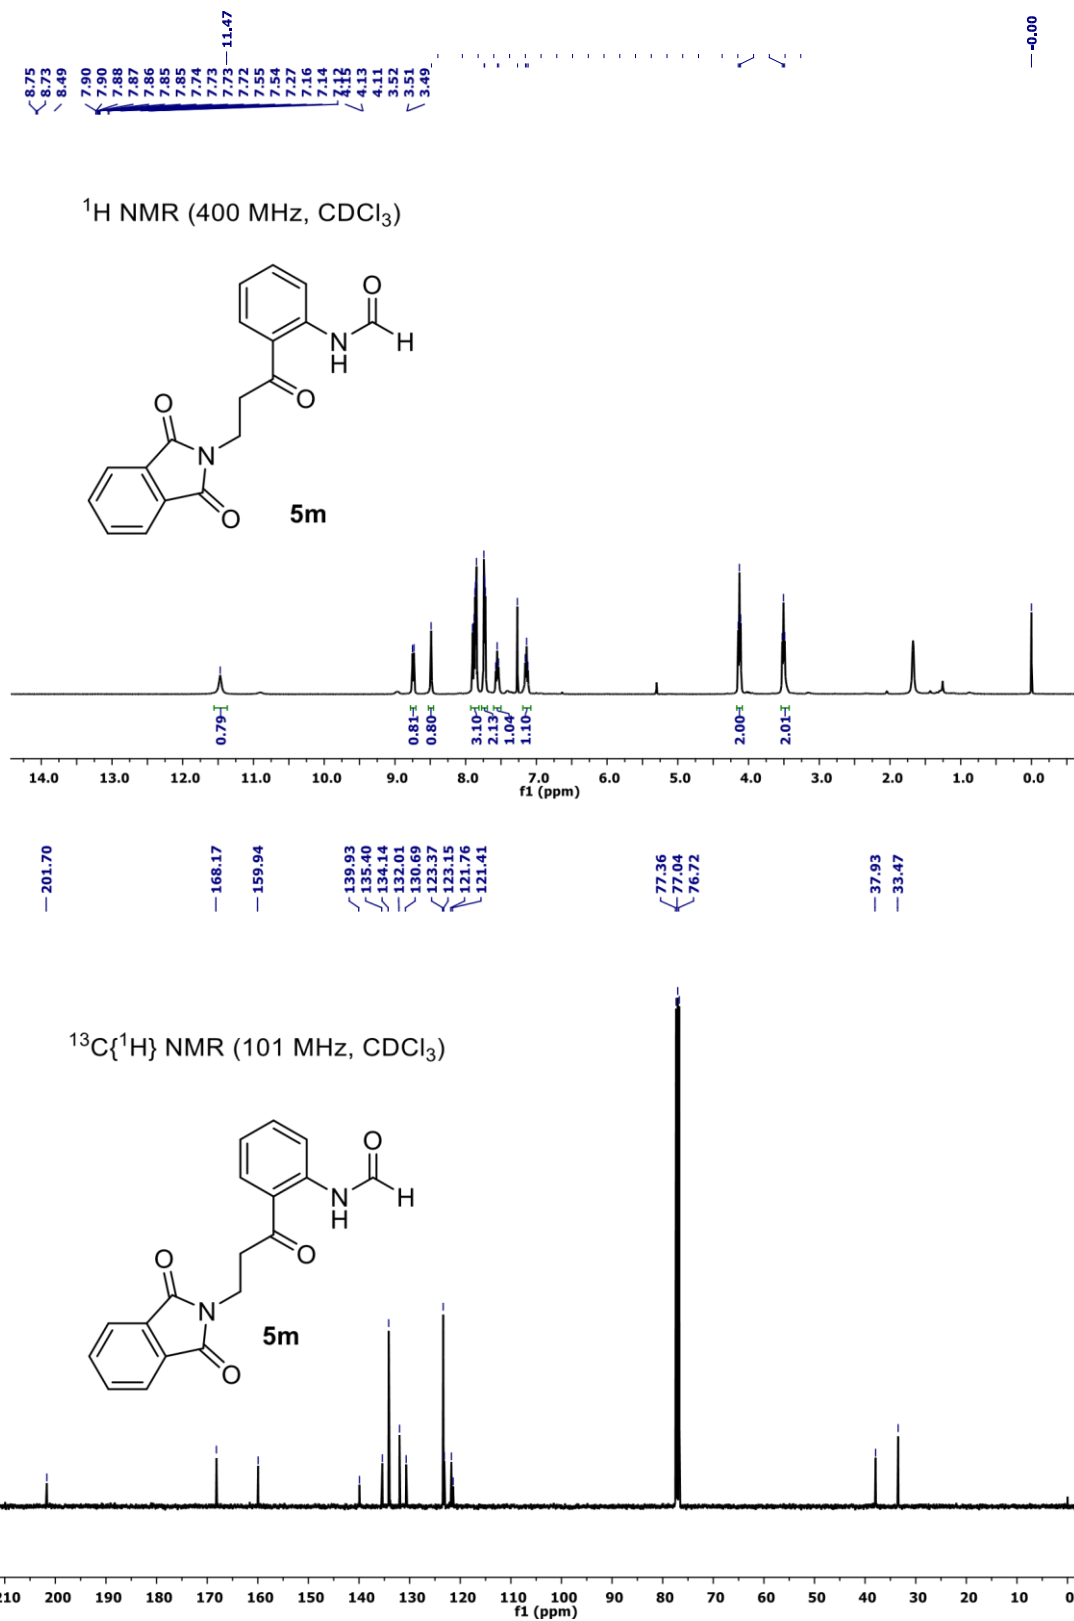 11.47
-0.00
8.75
8.73
8.49
7.90
7.90
7.88
7.87
7.86
7.85
7.85
7.74
7.73
7.73
7.72
7.55
7.54
7.27
7.16
7.14
7.12
4.15
4.13
4.11
3.52
3.51
3.49
¹H NMR (400 MHz, CDCl₃)
O
N
H
H
O
O
N
O
5m
0.79
0.81
0.80
3.10
2.13
1.04
1.10
2.00
2.01
14.0 13.0 12.0 11.0 10.0 9.0 8.0 7.0 6.0 5.0 4.0 3.0 2.0 1.0 0.0
f1 (ppm)
201.70
168.17
159.94
139.93
135.40
134.14
132.01
130.69
123.37
123.15
121.76
121.41
77.36
77.04
76.72
37.93
33.47
¹³C{¹H} NMR (101 MHz, CDCl₃)
O
N
H
H
O
O
N
O
5m
210 200 190 180 170 160 150 140 130 120 110 100 90 80 70 60 50 40 30 20 10 0
f1 (ppm)